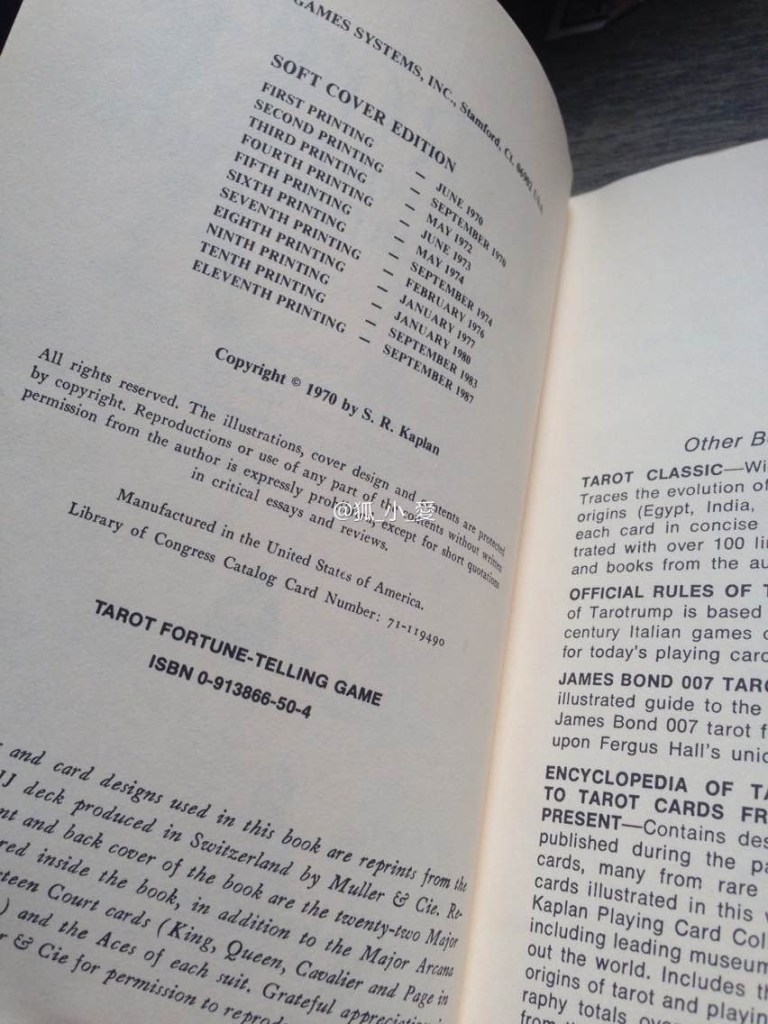 GAMES SYSTEMS, INC., Stamford, Ct. 06902 USA
SOFT COVER EDITION
FIRST PRINTING — JUNE 1970
SECOND PRINTING — SEPTEMBER 1970
THIRD PRINTING — MAY 1972
FOURTH PRINTING — JUNE 1973
FIFTH PRINTING — MAY 1974
SIXTH PRINTING — SEPTEMBER 1974
SEVENTH PRINTING — FEBRUARY 1976
EIGHTH PRINTING — JANUARY 1977
NINTH PRINTING — JANUARY 1980
TENTH PRINTING — SEPTEMBER 1983
ELEVENTH PRINTING — SEPTEMBER 1987
Copyright © 1970 by S. R. Kaplan
All rights reserved. The illustrations, cover design and contents are protected
by copyright. Reproductions or use of any part of the contents without written
permission from the author is expressly prohibited, except for short quotations
in critical essays and reviews.
@狐_小_愛
Manufactured in the United States of America.
Library of Congress Catalog Card Number: 71-119490
TAROT FORTUNE-TELLING GAME
ISBN 0-913866-50-4
and card designs used in this book are reprints from the
JJ deck produced in Switzerland by Muller & Cie. Re-
and back cover of the book are the twenty-two Major
inside the book, in addition to the Major Arcana
Court cards (King, Queen, Cavalier and Page in
) and the Aces of each suit. Grateful
& Cie for permission to
Other
TAROT CLASSIC—
Traces the evolution of
origins (Egypt, India,
each card in concise
trated with over 100
and books from the
OFFICIAL RULES OF
of Tarotrump is based
century Italian games
for today's playing
JAMES BOND 007
illustrated guide to the
James Bond 007 tarot
upon Fergus Hall's
ENCYCLOPEDIA OF
TO TAROT CARDS
PRESENT—Contains
published during the
cards, many from rare
cards illustrated in this
Kaplan Playing Card
including leading
out the world. Includes
origins of tarot and
raphy totals
from